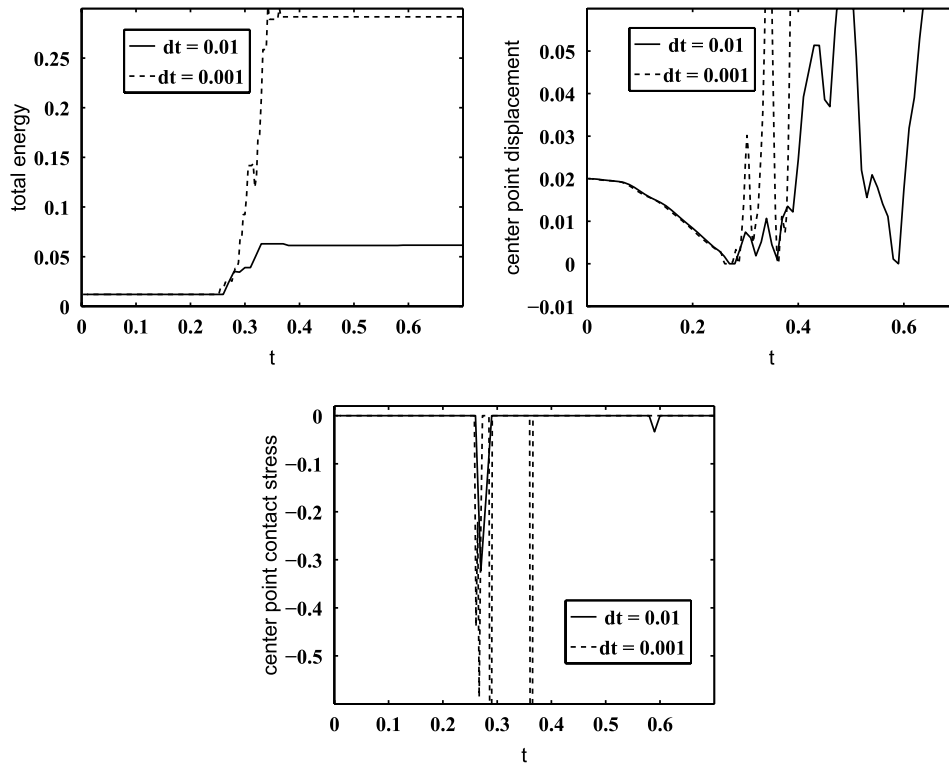 total energy
0.25
0.2
0.15
0.1
0.05
0
dt = 0.01
dt = 0.001
0 0.1 0.2 0.3 0.4 0.5 0.6
t
center point displacement
0.05
0.04
0.03
0.02
0.01
0
−0.01
dt = 0.01
dt = 0.001
0 0.2 0.4 0.6
t
center point contact stress
0
−0.1
−0.2
−0.3
−0.4
−0.5
dt = 0.01
dt = 0.001
0 0.1 0.2 0.3 0.4 0.5 0.6 0.7
t